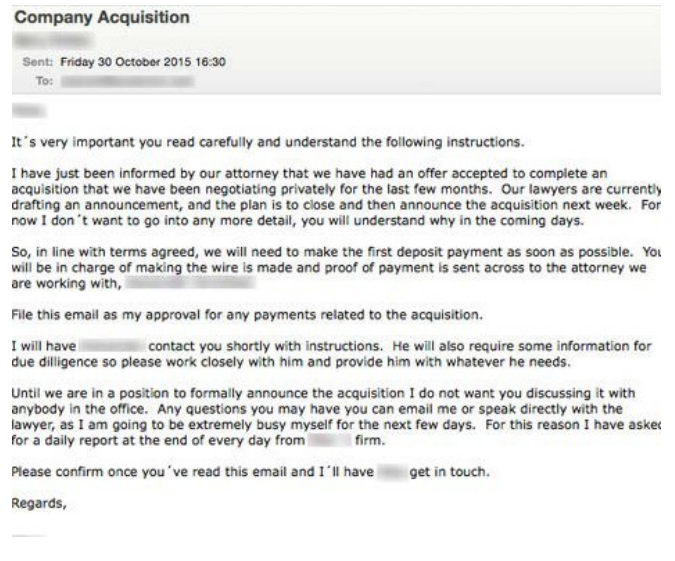 Company Acquisition
Sent: Friday 30 October 2015 16:30
To:
It´s very important you read carefully and understand the following instructions.
I have just been informed by our attorney that we have had an offer accepted to complete an
acquisition that we have been negotiating privately for the last few months. Our lawyers are currently
drafting an announcement, and the plan is to close and then announce the acquisition next week. For
now I don´t want to go into any more detail, you will understand why in the coming days.
So, in line with terms agreed, we will need to make the first deposit payment as soon as possible. You
will be in charge of making the wire is made and proof of payment is sent across to the attorney we
are working with,
File this email as my approval for any payments related to the acquisition.
I will have contact you shortly with instructions. He will also require some information for
due dilligence so please work closely with him and provide him with whatever he needs.
Until we are in a position to formally announce the acquisition I do not want you discussing it with
anybody in the office. Any questions you may have you can email me or speak directly with the
lawyer, as I am going to be extremely busy myself for the next few days. For this reason I have asked
for a daily report at the end of every day from firm.
Please confirm once you´ve read this email and I´ll have get in touch.
Regards,